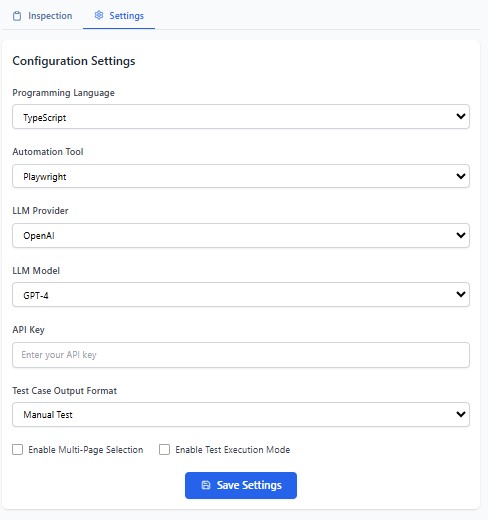 Inspection Settings
Configuration Settings
Programming Language
TypeScript
Automation Tool
Playwright
LLM Provider
OpenAI
LLM Model
GPT-4
API Key
Enter your API key
Test Case Output Format
Manual Test
Enable Multi-Page Selection Enable Test Execution Mode
Save Settings